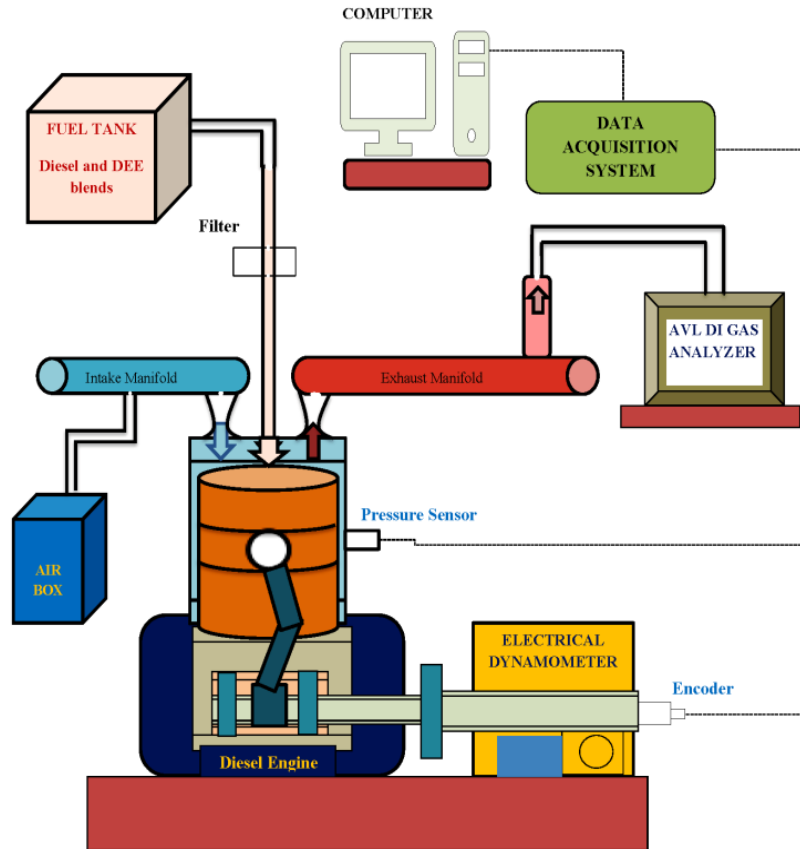 COMPUTER
FUEL TANK
Diesel and DEE
blends
DATA
ACQUISITION
SYSTEM
Filter
AVL DI GAS
ANALYZER
Intake Manifold
Exhaust Manifold
Pressure Sensor
AIR
BOX
ELECTRICAL
DYNAMOMETER
Encoder
Diesel Engine